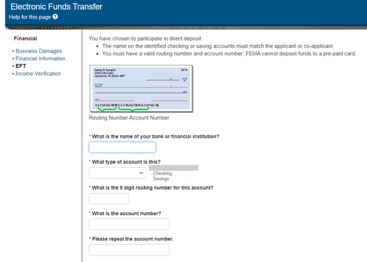 Electronic Funds Transfer
Help for this page
Financial
• Business Damages
• Financial Information
• EFT
• Income Verification
You have chosen to participate in direct deposit.
• The name on the identified checking or saving accounts must match the applicant or co-applicant.
• You must have a valid routing number and account number, FEMA cannot deposit funds to a pre-paid card.
Routing Number Account Number
* What is the name of your bank or financial institution?
* What type of account is this?
Checking
Savings
* What is the 9 digit routing number for this account?
* What is the account number?
* Please repeat the account number.